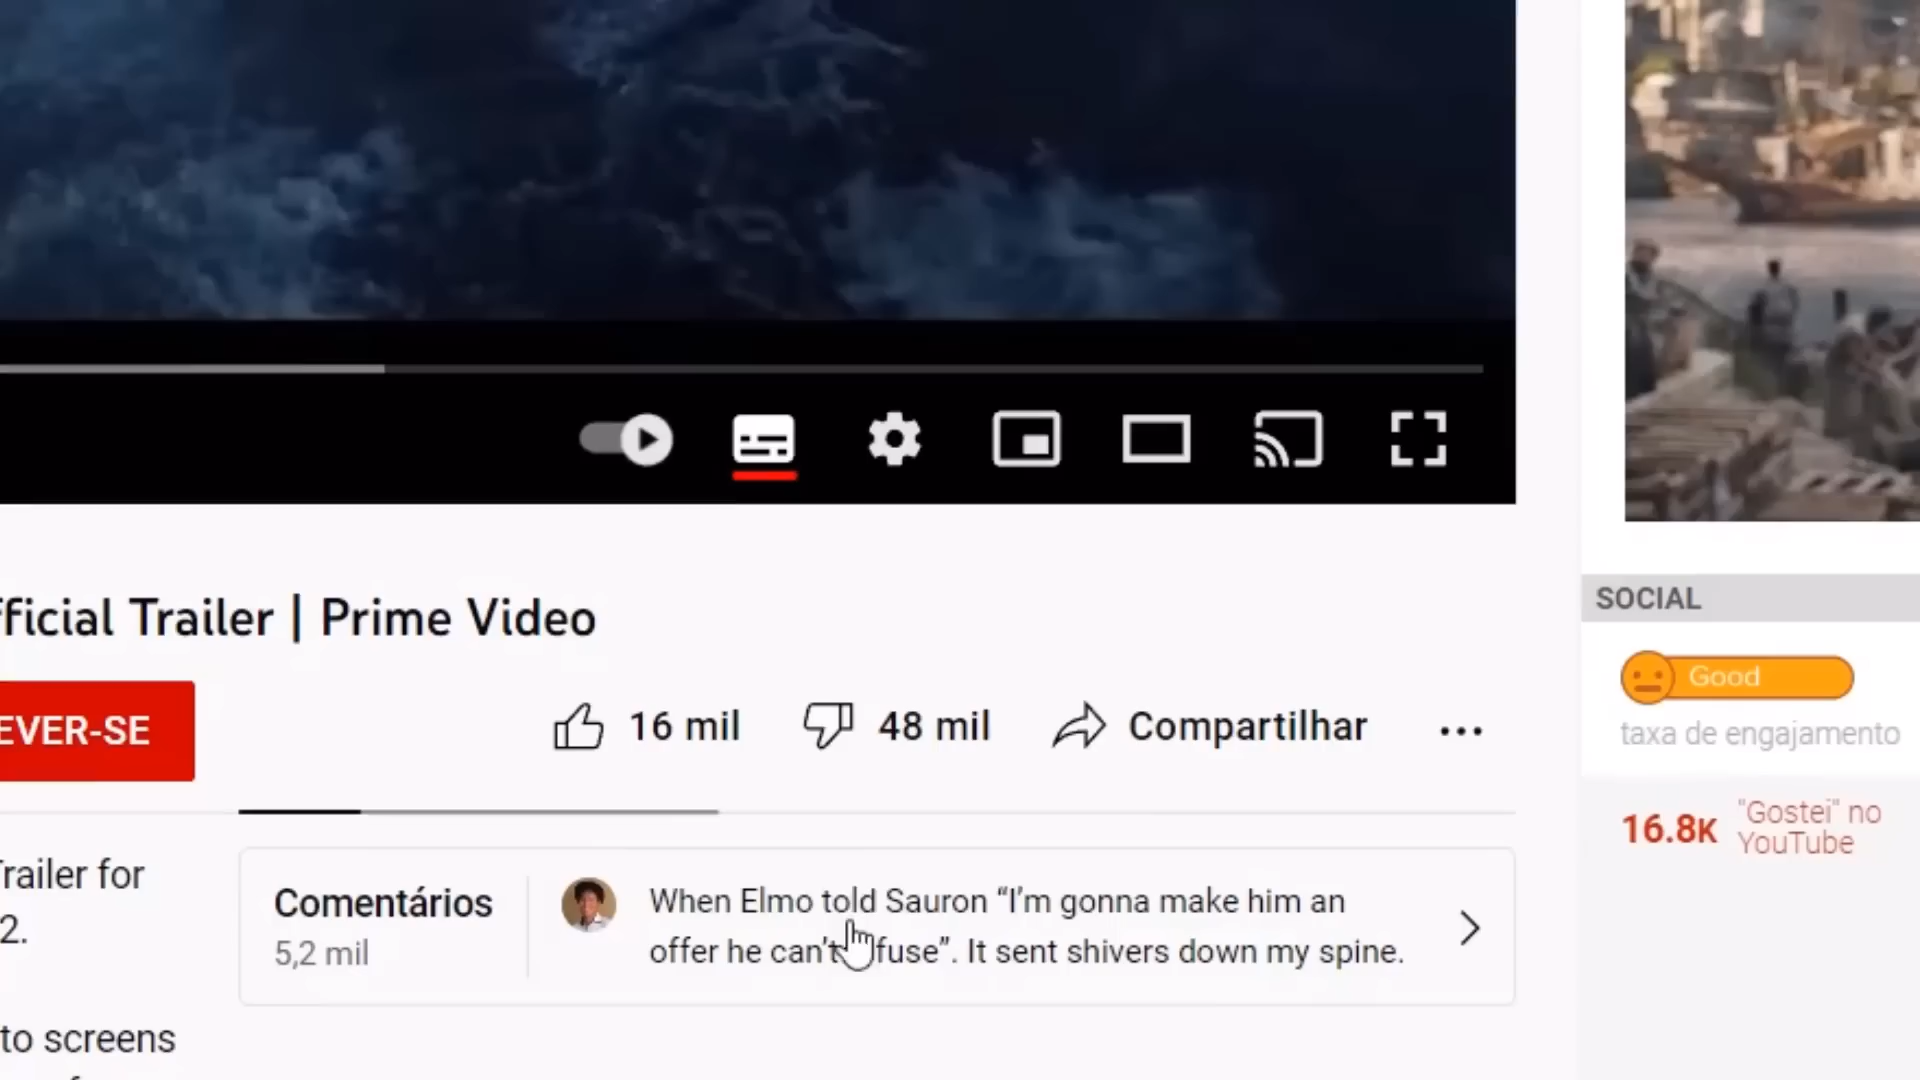 fficial Trailer | Prime Video
EVER-SE
16 mil
48 mil
Compartilhar
railer for
2.
to screens
Comentários
5,2 mil
When Elmo told Sauron “I’m gonna make him an
offer he can’t fuse”. It sent shivers down my spine.
SOCIAL
Good
taxa de engajamento
16.8K
"Gostei" no
YouTube